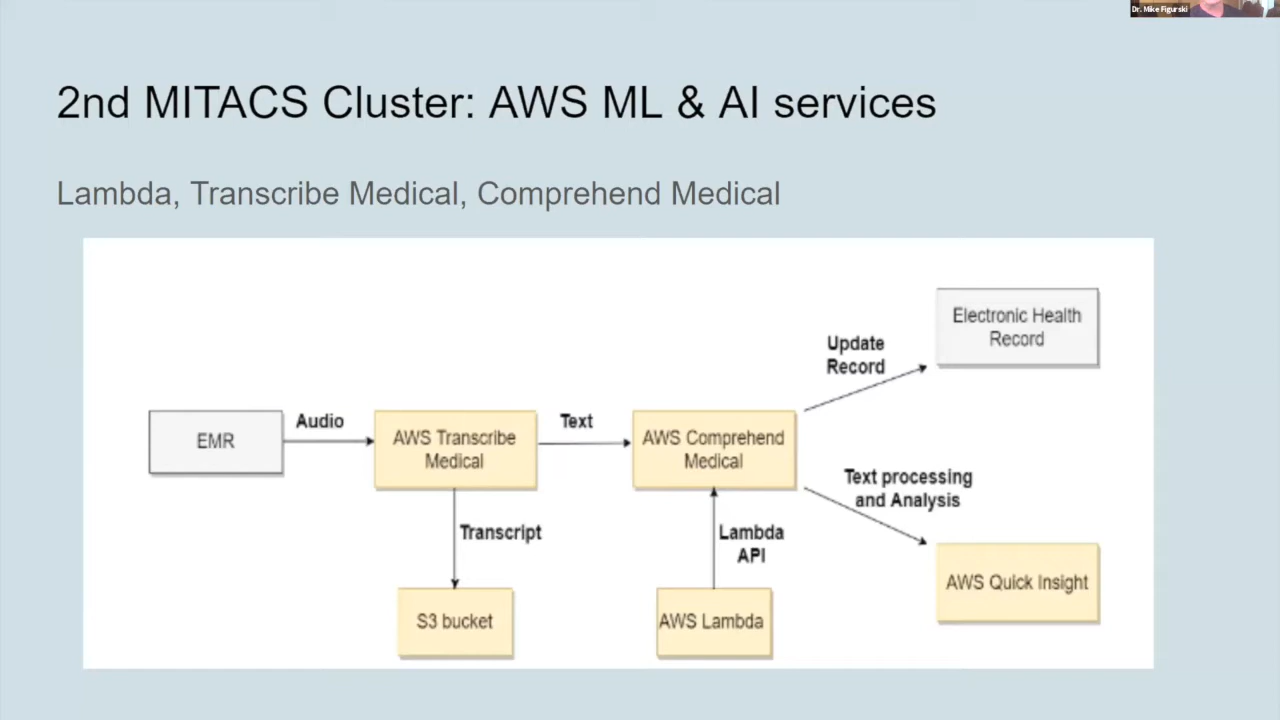 Dr. Mike Figurski
2nd MITACS Cluster: AWS ML & AI services
Lambda, Transcribe Medical, Comprehend Medical
Electronic Health
Record
Update
Record
EMR
Audio
AWS Transcribe
Medical
Text
AWS Comprehend
Medical
Text processing
and Analysis
Transcript
Lambda
API
AWS Quick Insight
S3 bucket
AWS Lambda